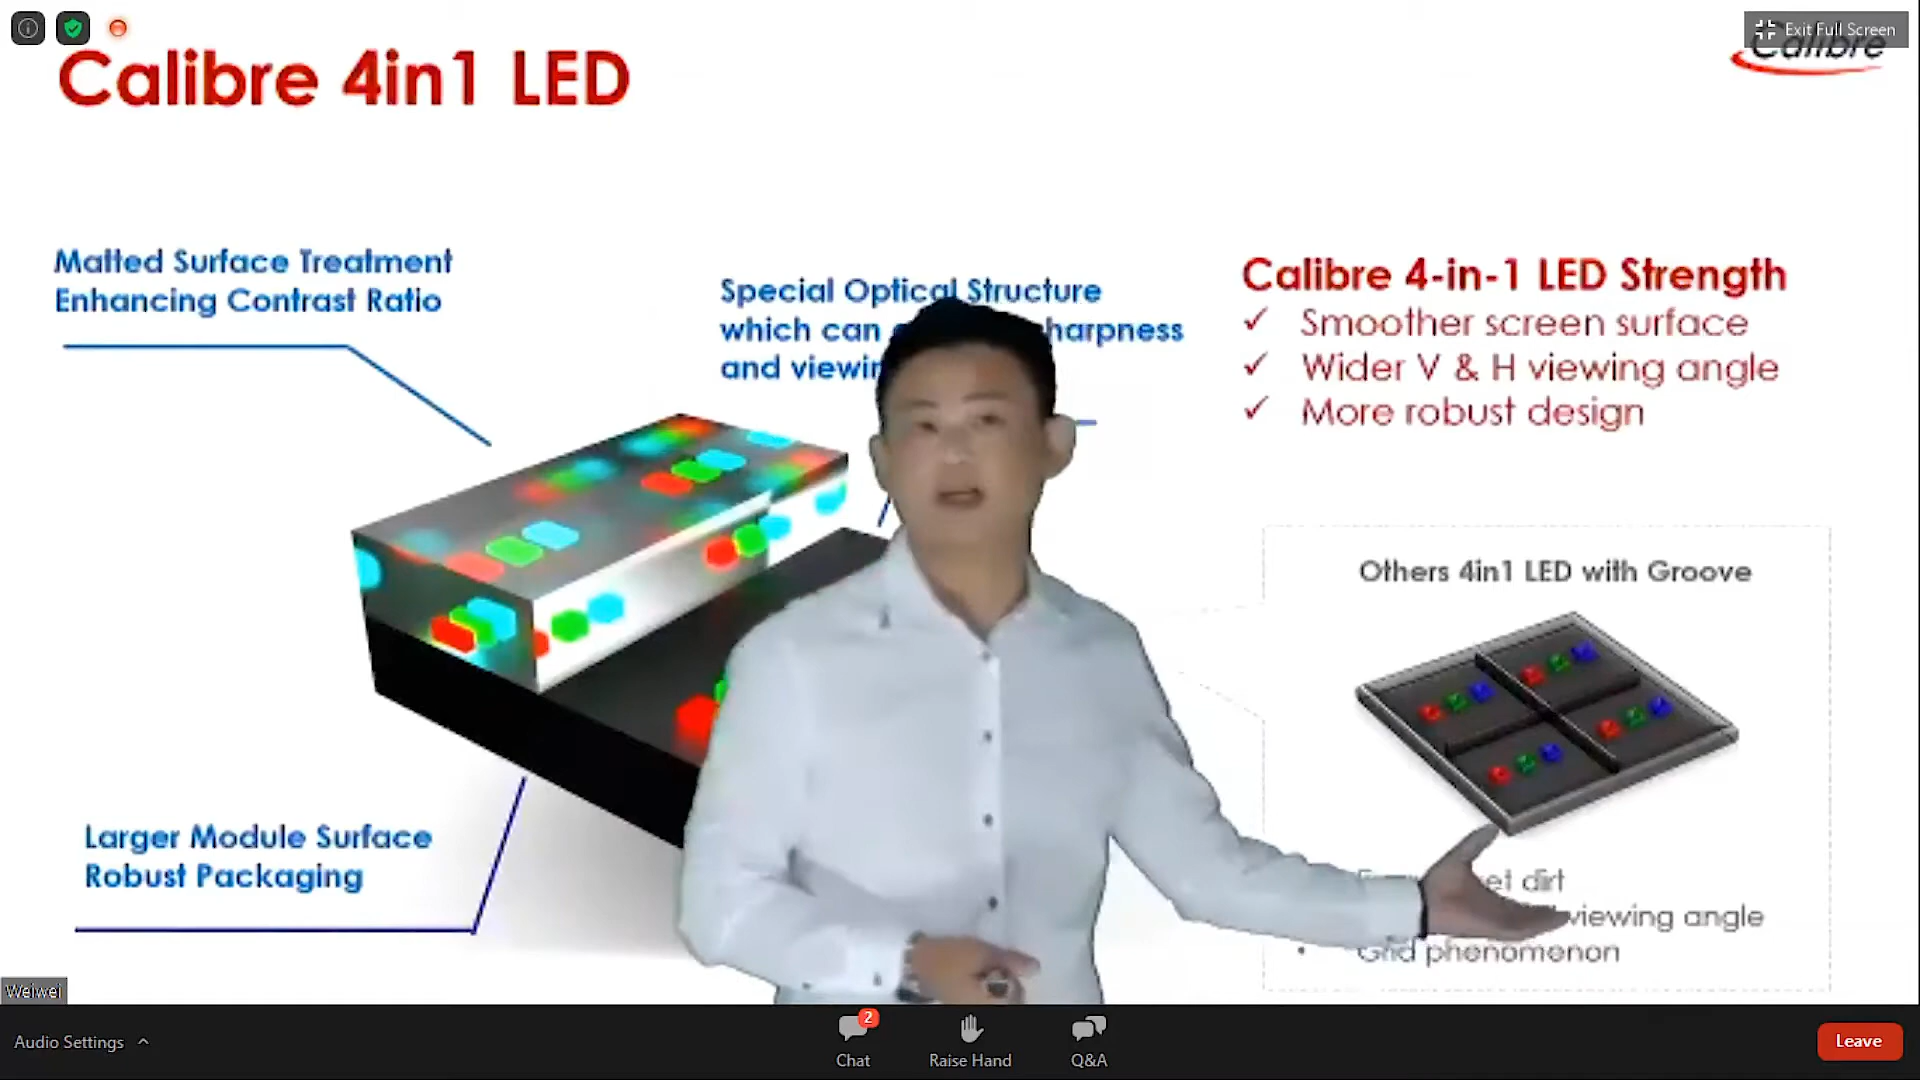 Exit Full Screen
Calibre
Calibre 4in1 LED
Matted Surface Treatment
Enhancing Contrast Ratio
Special Optical Structure
which can harpness
and viewin
Calibre 4-in-1 LED Strength
✓ Smoother screen surface
✓ Wider V & H viewing angle
✓ More robust design
Others 4in1 LED with Groove
Larger Module Surface
Robust Packaging
et dirt
viewing angle
• Grid phenomenon
Weiwei
Audio Settings
2
Chat
Raise Hand
Q&A
Leave